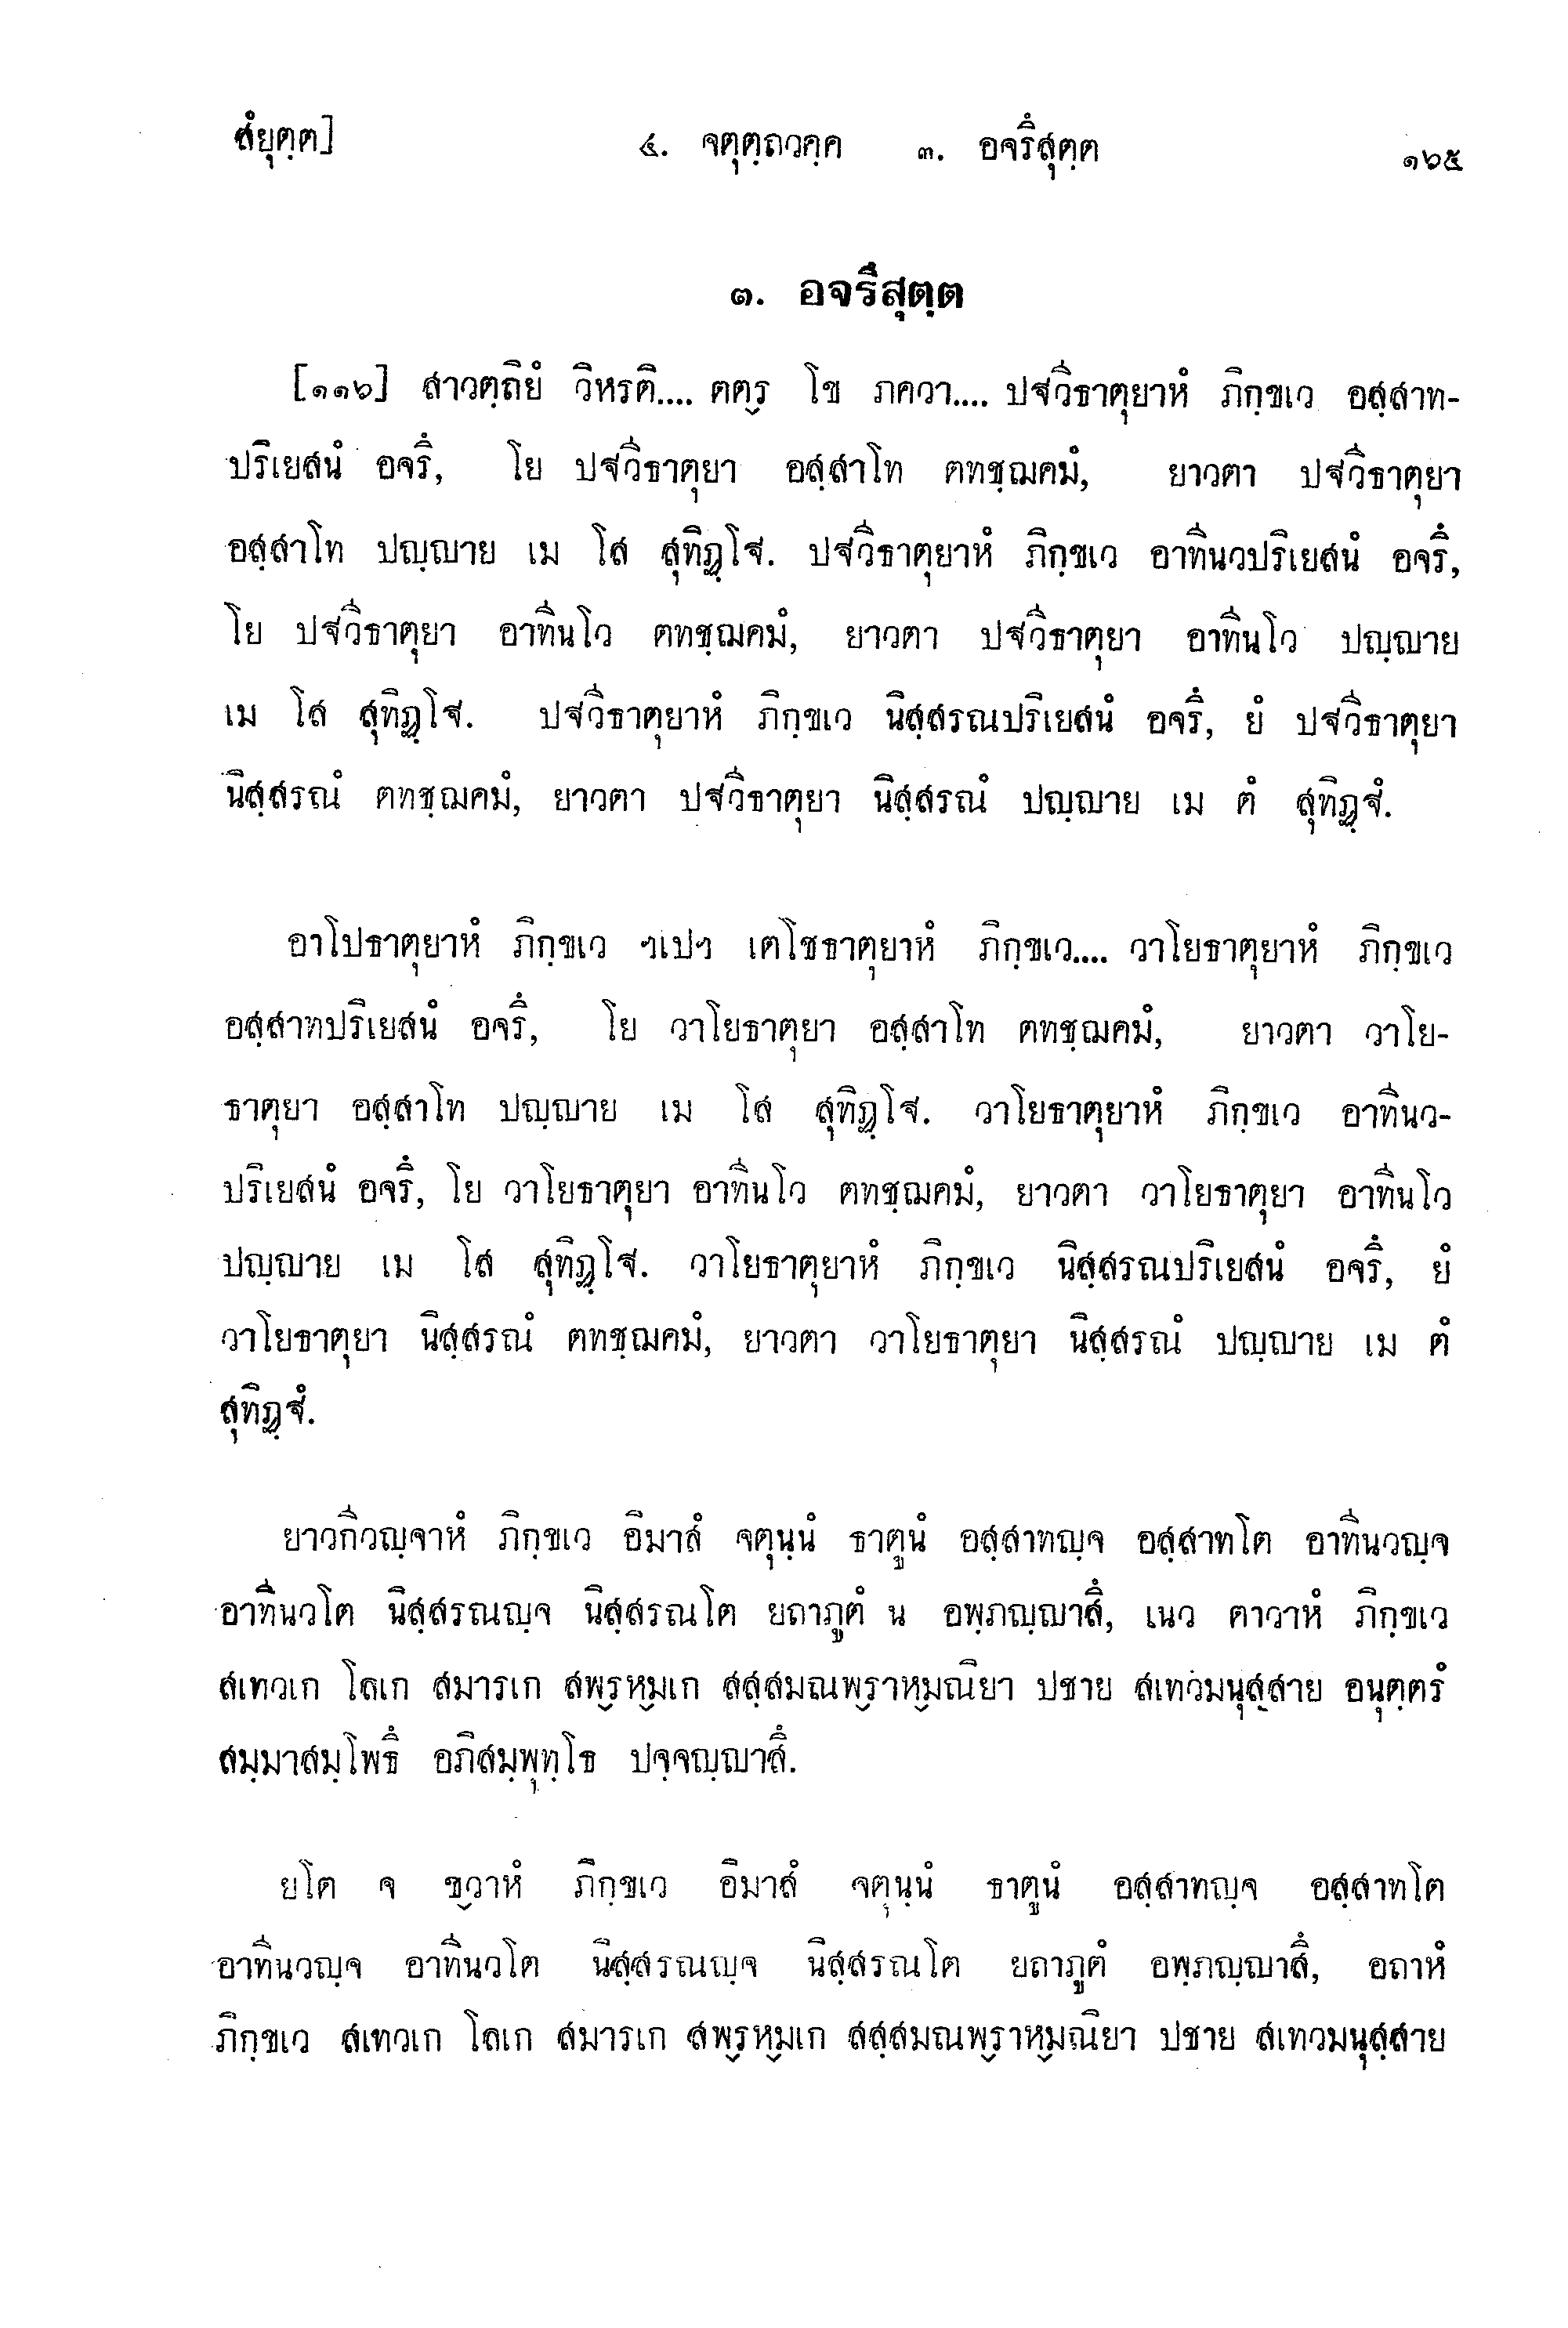 สํยุตฺต]	๔. จตุตฺถวคฺค ๓. อจรึสุตฺต	๑๖๕
๓. อจรึสุตฺต
[๑๑๖] สาวตฺถิยํ วิหรติ.... ตตฺร โข ภควา.... ปฐวีธาตุยาหํ ภิกฺขเว อสฺสาท-
ปริเยสนํ อจรึ, โย ปฐวีธาตุยา อสฺสาโท ตทชฺฌคมํ, ยาวตา ปฐวีธาตุยา
อสฺสาโท ปญฺญาย เม โส สุทิฏฺโฐ. ปฐวีธาตุยาหํ ภิกฺขเว อาทีนวปริเยสนํ อจรึ,
โย ปฐวีธาตุยา อาทีนโว ตทชฺฌคมํ, ยาวตา ปฐวีธาตุยา อาทีนโว ปญฺญาย
เม โส สุทิฏฺโฐ. ปฐวีธาตุยาหํ ภิกฺขเว นิสฺสรณปริเยสนํ อจรึ, ยํ ปฐวีธาตุยา
นิสฺสรณํ ตทชฺฌคมํ, ยาวตา ปฐวีธาตุยา นิสฺสรณํ ปญฺญาย เม ตํ สุทิฏฺฐํ.
อาโปธาตุยาหํ ภิกฺขเว ฯเปฯ เตโชธาตุยาหํ ภิกฺขเว.... วาโยธาตุยาหํ ภิกฺขเว
อสฺสาทปริเยสนํ อจรึ, โย วาโยธาตุยา อสฺสาโท ตทชฺฌคมํ, ยาวตา วาโย-
ธาตุยา อสฺสาโท ปญฺญาย เม โส สุทิฏฺโฐ. วาโยธาตุยาหํ ภิกฺขเว อาทีนว-
ปริเยสนํ อจรึ, โย วาโยธาตุยา อาทีนโว ตทชฺฌคมํ, ยาวตา วาโยธาตุยา อาทีนโว
ปญฺญาย เม โส สุทิฏฺโฐ. วาโยธาตุยาหํ ภิกฺขเว นิสฺสรณปริเยสนํ อจรึ, ยํ
วาโยธาตุยา นิสฺสรณํ ตทชฺฌคมํ, ยาวตา วาโยธาตุยา นิสฺสรณํ ปญฺญาย เม ตํ
สุทิฏฺฐํ.
ยาวกีวญฺจาหํ ภิกฺขเว อิมาสํ จตุนฺนํ ธาตูนํ อสฺสาทญฺจ อสฺสาทโต อาทีนวญฺจ
อาทีนวโต นิสฺสรณญฺจ นิสฺสรณโต ยถาภูตํ น อพฺภญฺญาสึ, เนว ตาวาหํ ภิกฺขเว
สเทวเก โลเก สมารเก สพฺรหฺมเก สสฺสมณพฺราหฺมณิยา ปชาย สเทวมนุสฺสาย อนุตฺตรํ
สมฺมาสมฺโพธึ อภิสมฺพุทฺโธ ปจฺจญฺญาสึ.
ยโต จ ขฺวาหํ ภิกฺขเว อิมาสํ จตุนฺนํ ธาตูนํ อสฺสาทญฺจ อสฺสาทโต
อาทีนวญฺจ อาทีนวโต นิสฺสรณญฺจ นิสฺสรณโต ยถาภูตํ อพฺภญฺญาสึ, อถาหํ
ภิกฺขเว สเทวเก โลเก สมารเก สพฺรหฺมเก สสฺสมณพฺราหฺมณิยา ปชาย สเทวมนุสฺสาย